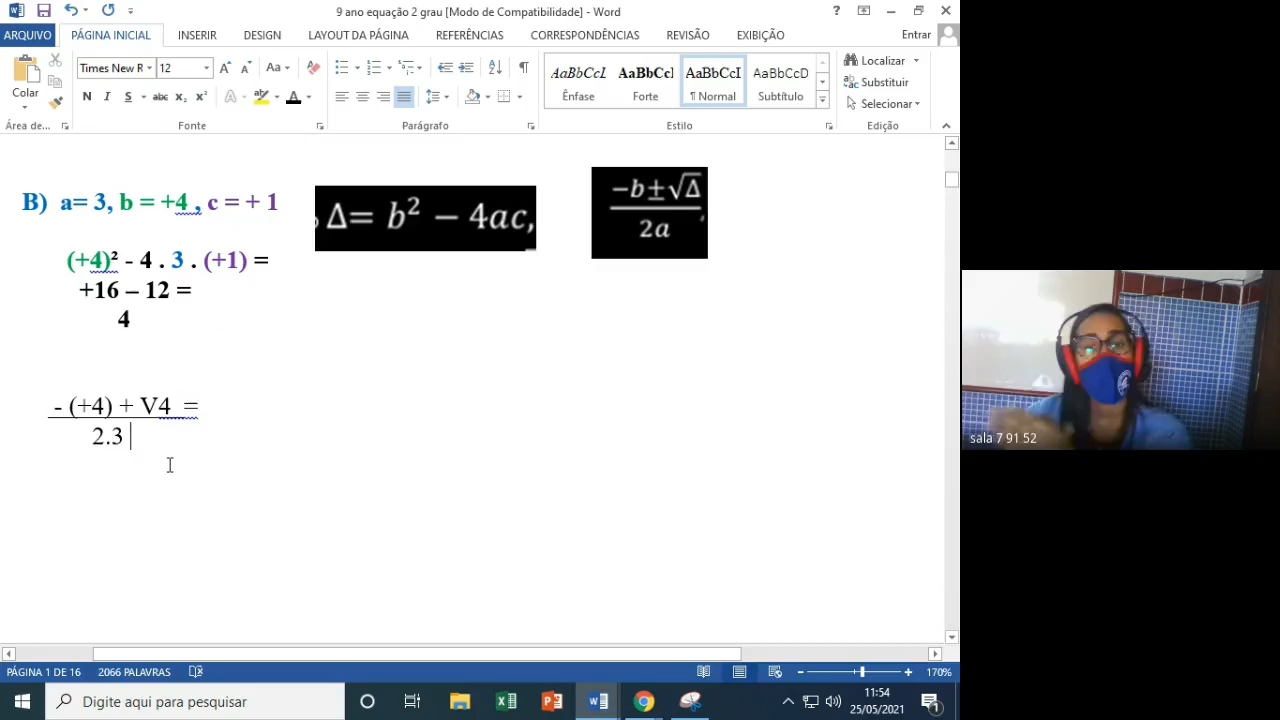 9 ano equação 2 grau [Modo de Compatibilidade] - Word
Entrar
ARQUIVO PÁGINA INICIAL INSERIR DESIGN LAYOUT DA PÁGINA REFERÊNCIAS CORRESPONDÊNCIAS REVISÃO EXIBIÇÃO
Colar
Times New R 12
AaBbCcI AaBbCcl AaBbCcI AaBbCcD
Ênfase Forte ¶ Normal Subtítulo
Localizar
Substituir
Selecionar
Área de... Fonte Parágrafo Estilo Edição
B) a= 3, b = +4 , c = + 1
Δ= b² − 4ac,
−b±√Δ
2a
(+4)² - 4 . 3 . (+1) =
+16 – 12 =
4
- (+4) + V4 =
2.3
sala 7 91 52
PÁGINA 1 DE 16 2066 PALAVRAS 170%
Digite aqui para pesquisar
11:54
25/05/2021
1